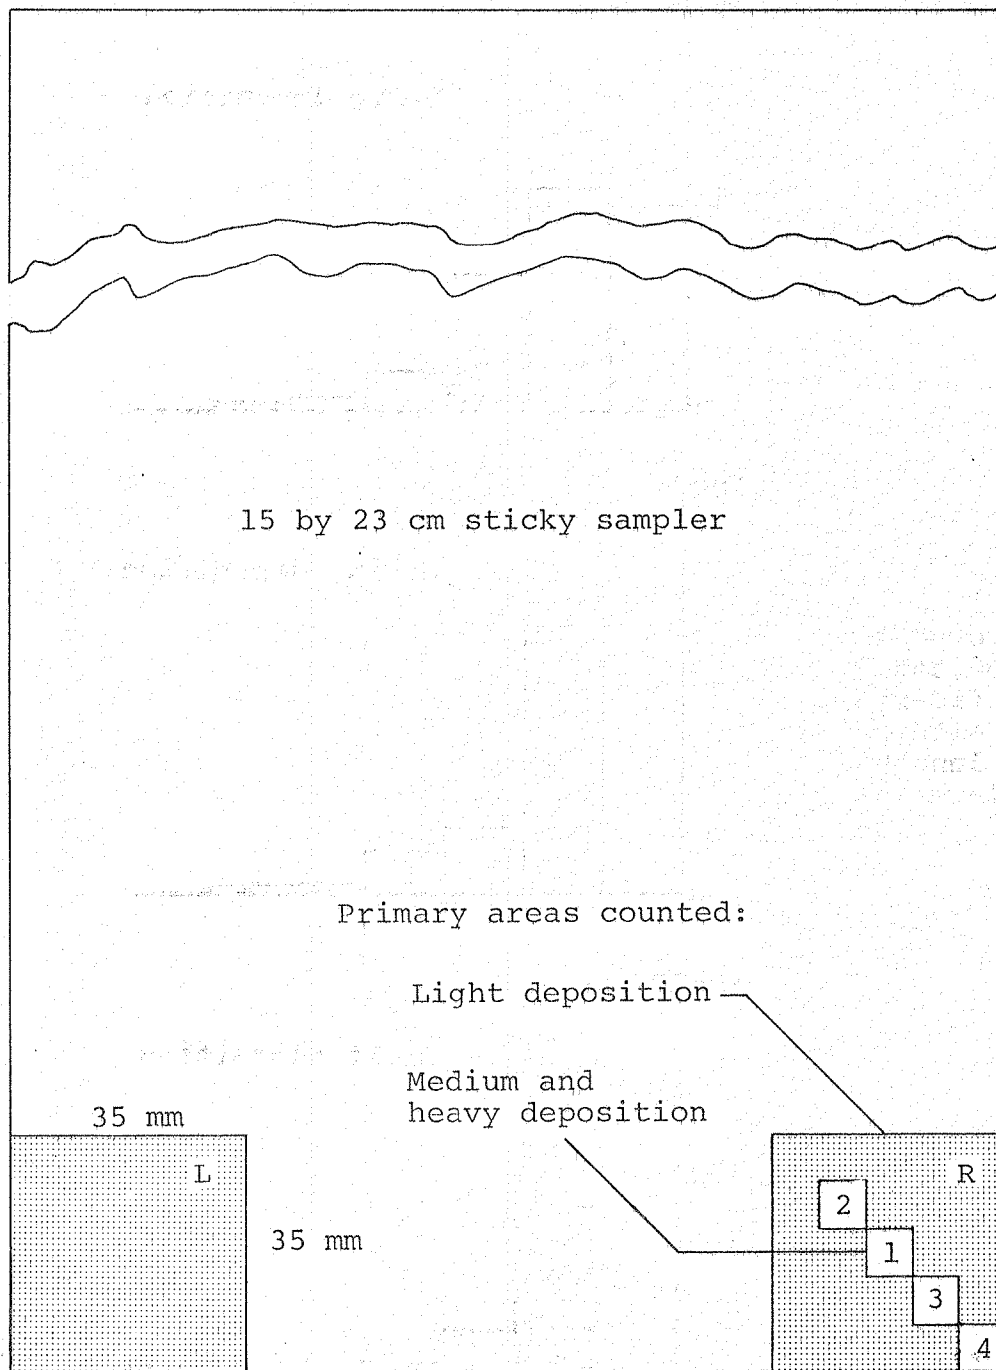 15 by 23 cm sticky sampler
Primary areas counted:
Light deposition
Medium and
heavy deposition
35 mm
L
35 mm
R
2
1
3
4